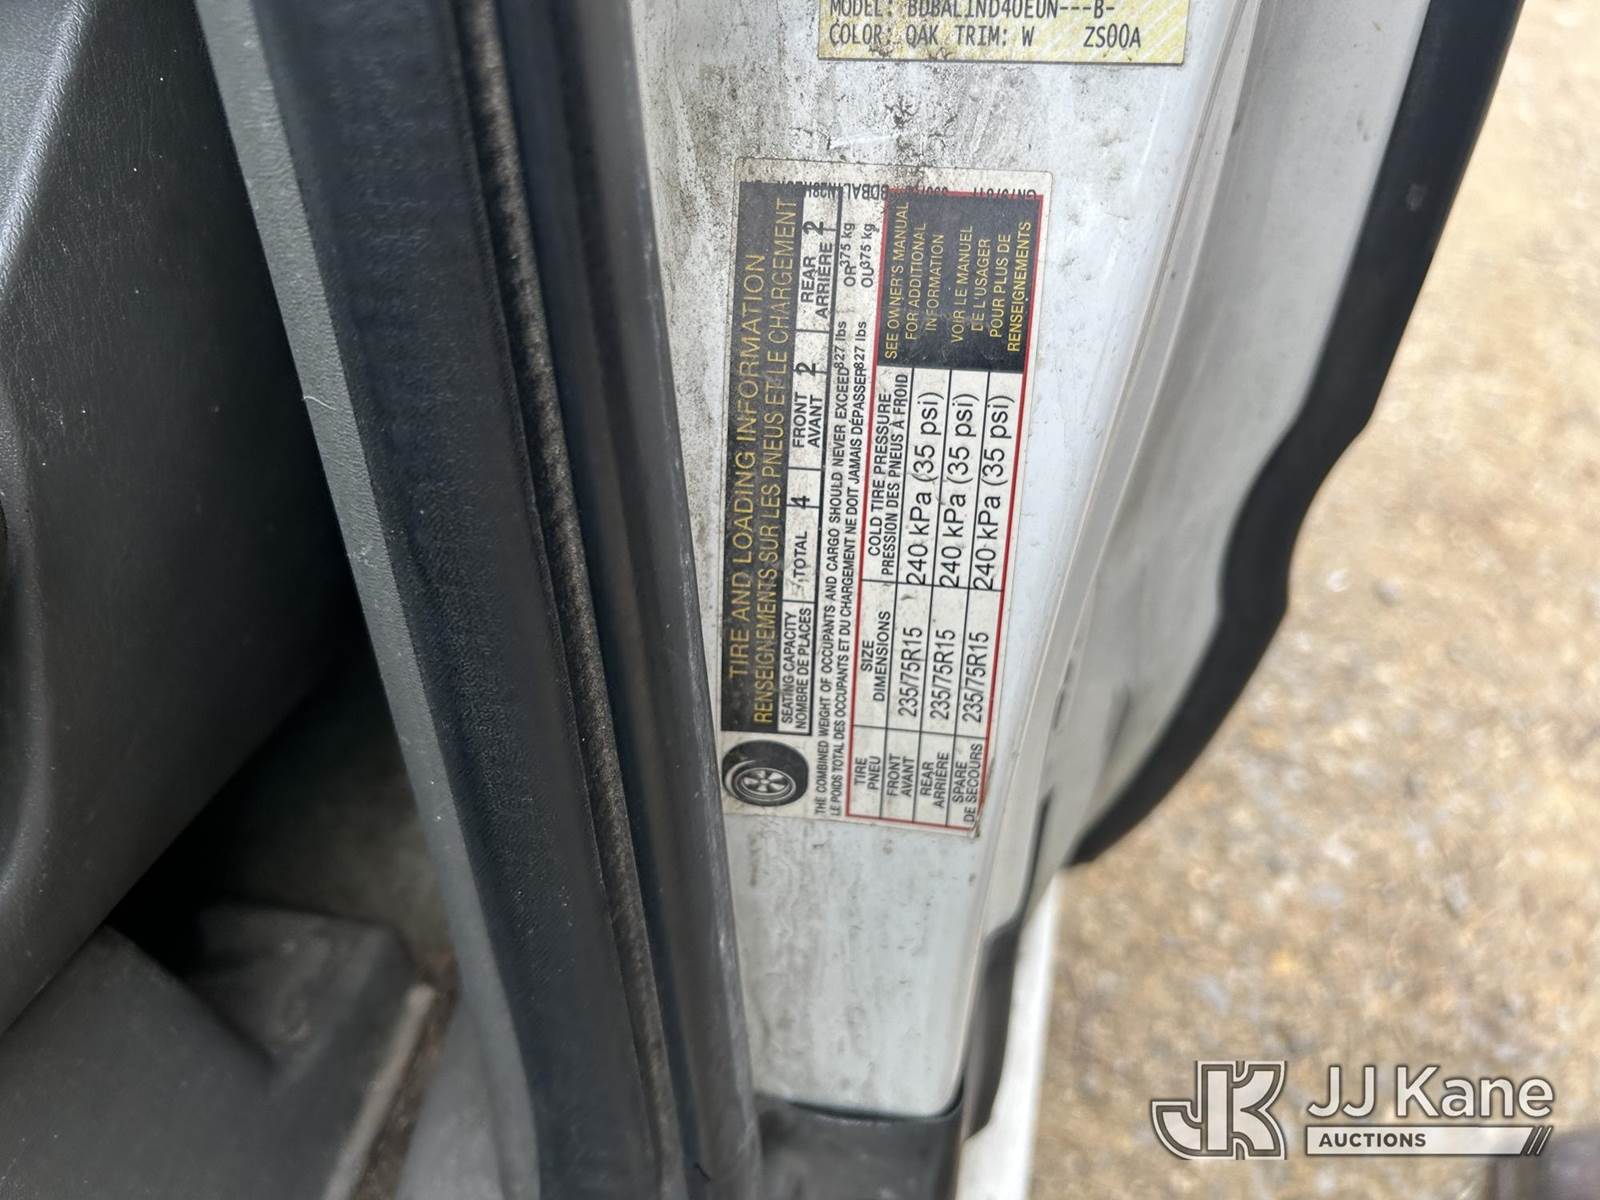 MODEL: BDBALIND40EUN---B-
COLOR: QAK TRIM: W ZS00A
TIRE AND LOADING INFORMATION
RENSEIGNEMENTS SUR LES PNEUS ET LE CHARGEMENT
SEATING CAPACITY TOTAL 4 FRONT 2 REAR 2
NOMBRE DE PLACES AVANT ARRIÈRE
THE COMBINED WEIGHT OF OCCUPANTS AND CARGO SHOULD NEVER EXCEED 827 lbs OR 375 kg
LE POIDS TOTAL DES OCCUPANTS ET DU CHARGEMENT NE DOIT JAMAIS DÉPASSER 827 lbs OU 375 kg
TIRE SIZE COLD TIRE PRESSURE
PNEU DIMENSIONS PRESSION DES PNEUS À FROID
FRONT
AVANT 235/75R15 240 kPa (35 psi)
REAR
ARRIÈRE 235/75R15 240 kPa (35 psi)
SPARE
DE SECOURS 235/75R15 240 kPa (35 psi)
SEE OWNER'S MANUAL
FOR ADDITIONAL
INFORMATION
VOIR LE MANUEL
DE L'USAGER
POUR PLUS DE
RENSEIGNEMENTS
JK JJ Kane
AUCTIONS